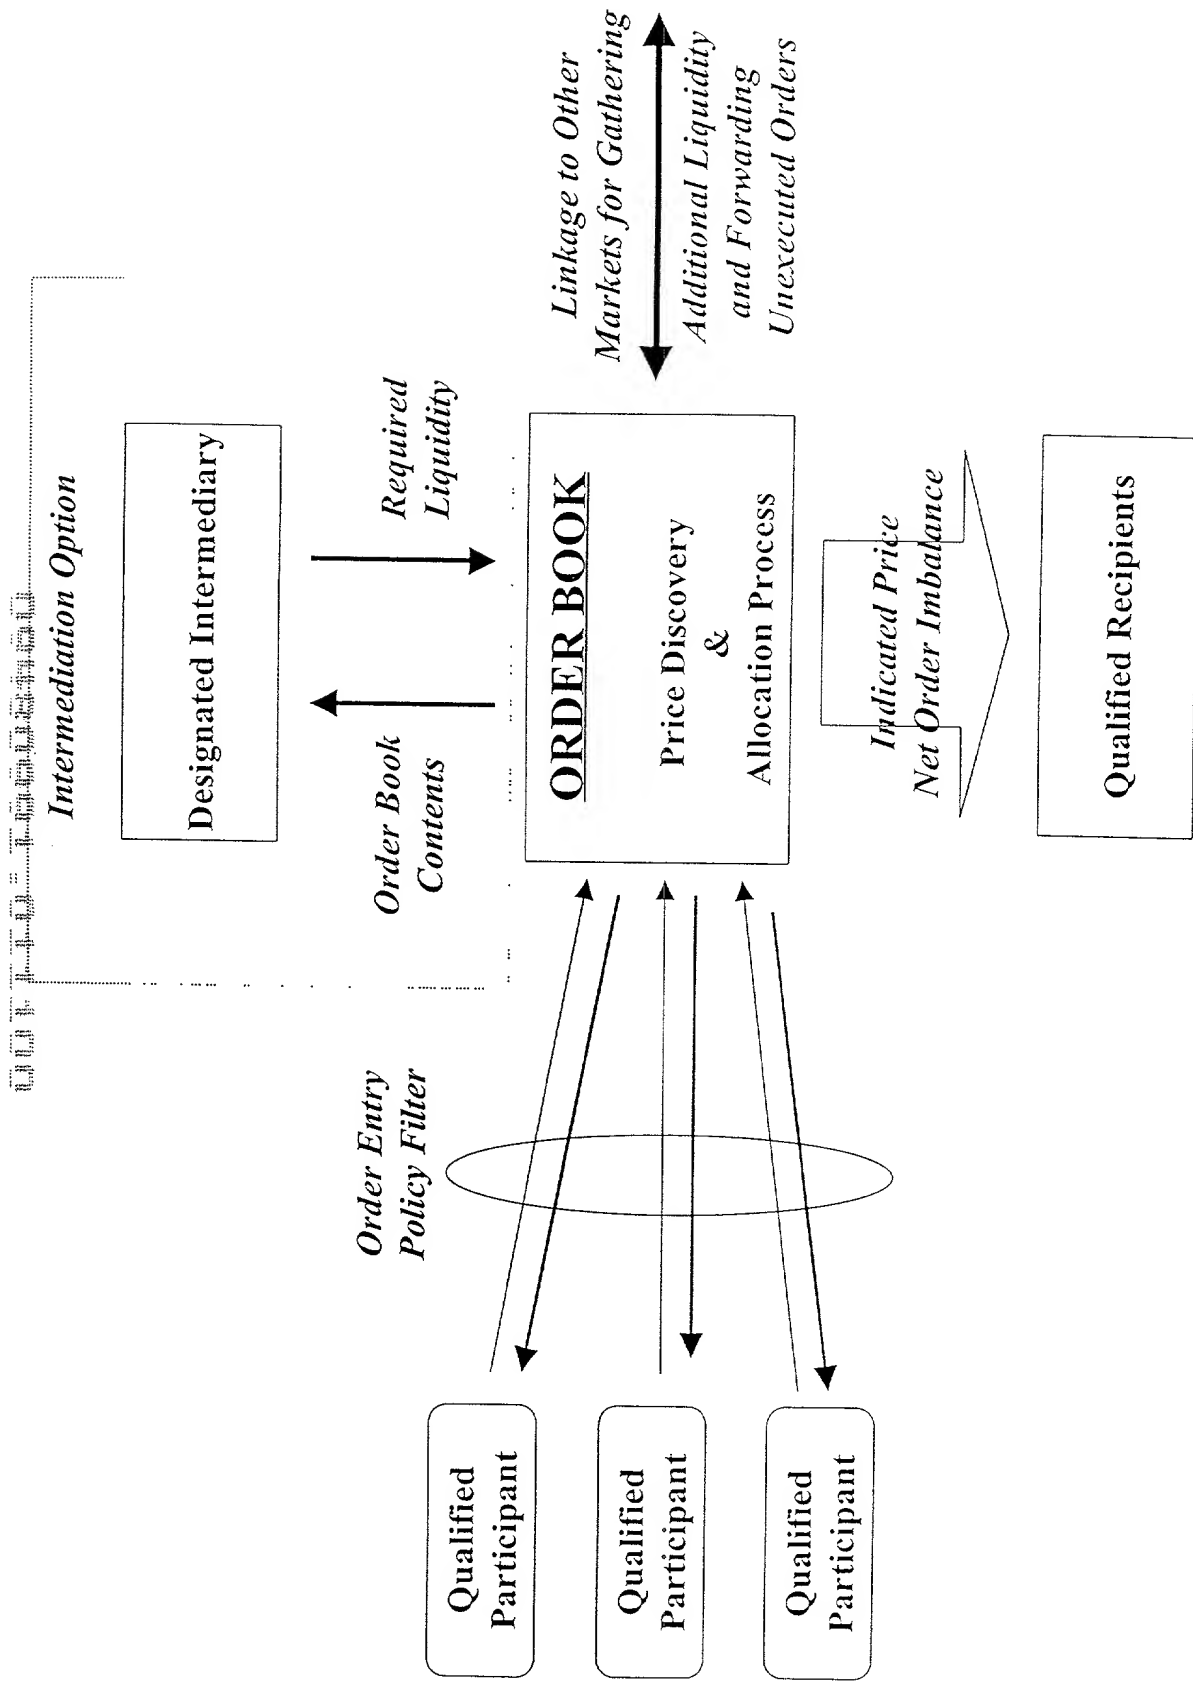 Intermediation Option
Designated Intermediary
Order Book
Contents
Required
Liquidity
Order Entry
Policy Filter
Qualified
Participant
Qualified
Participant
Qualified
Participant
ORDER BOOK
Price Discovery
&
Allocation Process
Linkage to Other
Markets for Gathering
Additional Liquidity
and Forwarding
Unexecuted Orders
Indicated Price
Net Order Imbalance
Qualified Recipients